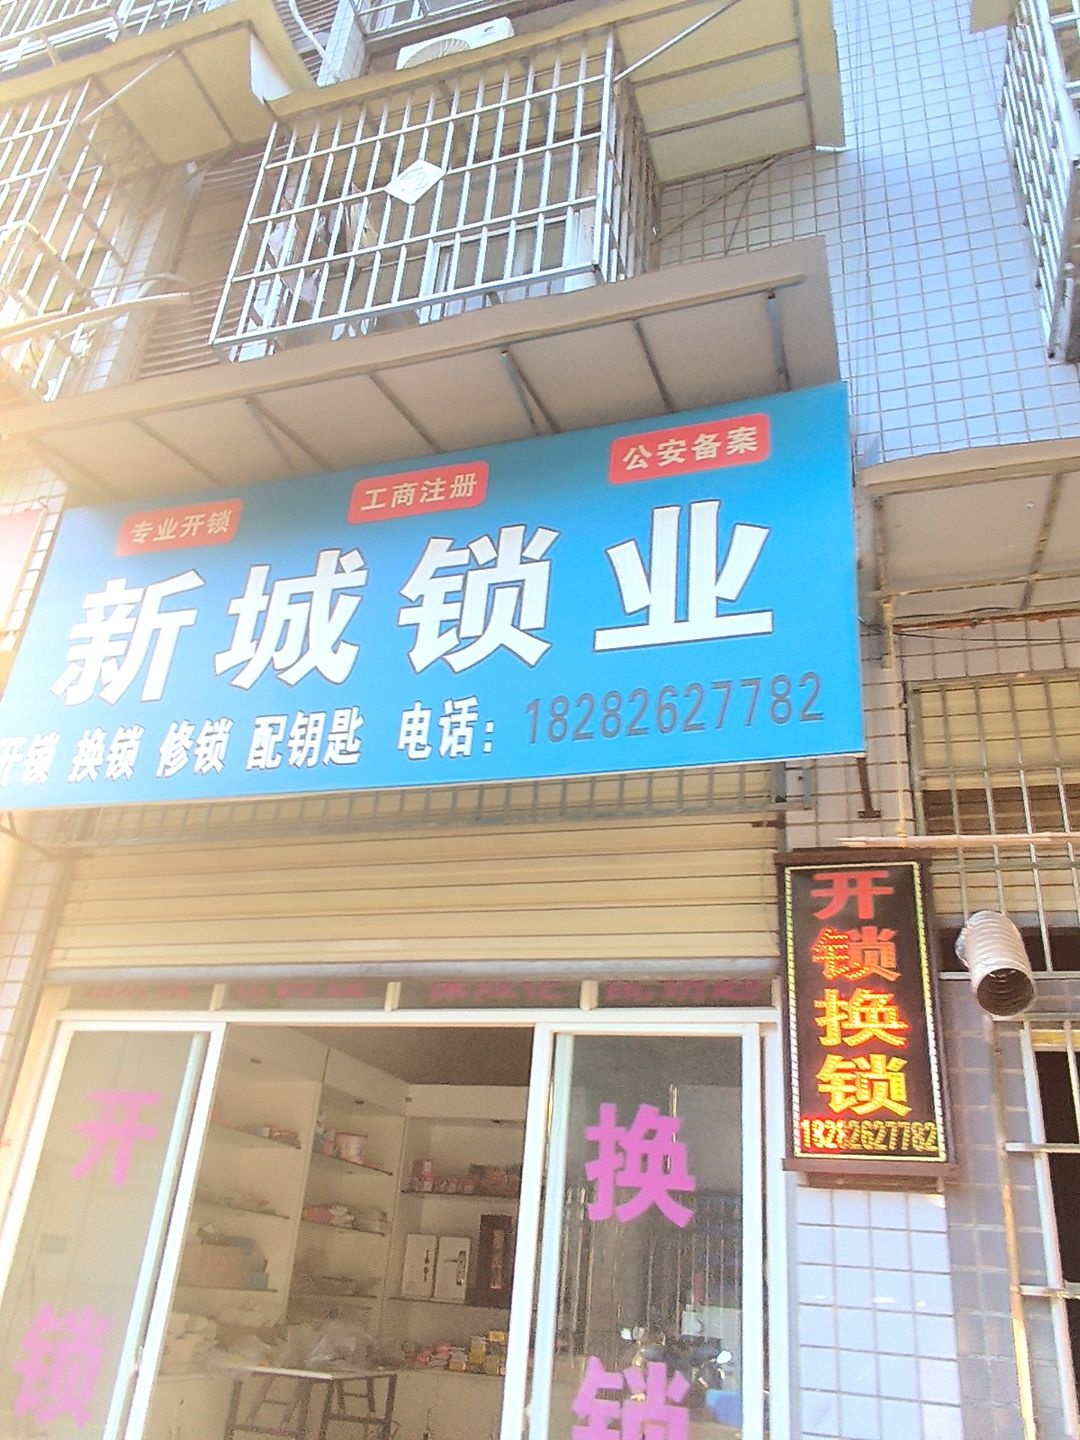 专业开锁 工商注册 公安备案
新城锁业
开锁 换锁 修锁 配钥匙 电话: 18282627782
开锁换锁
18282627782
开锁
换锁